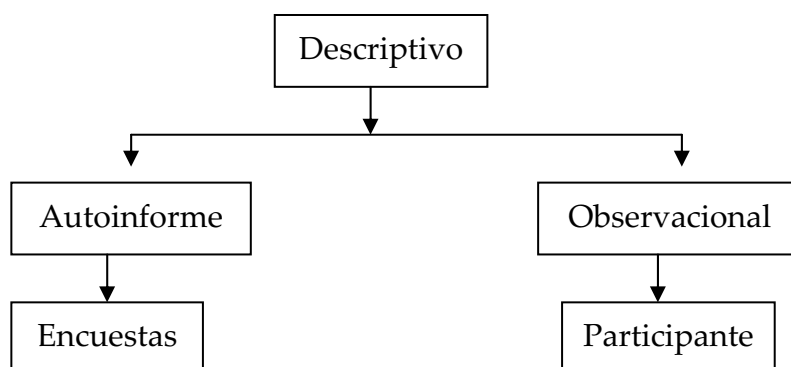 Descriptivo
Autoinforme
Observacional
Encuestas
Participante